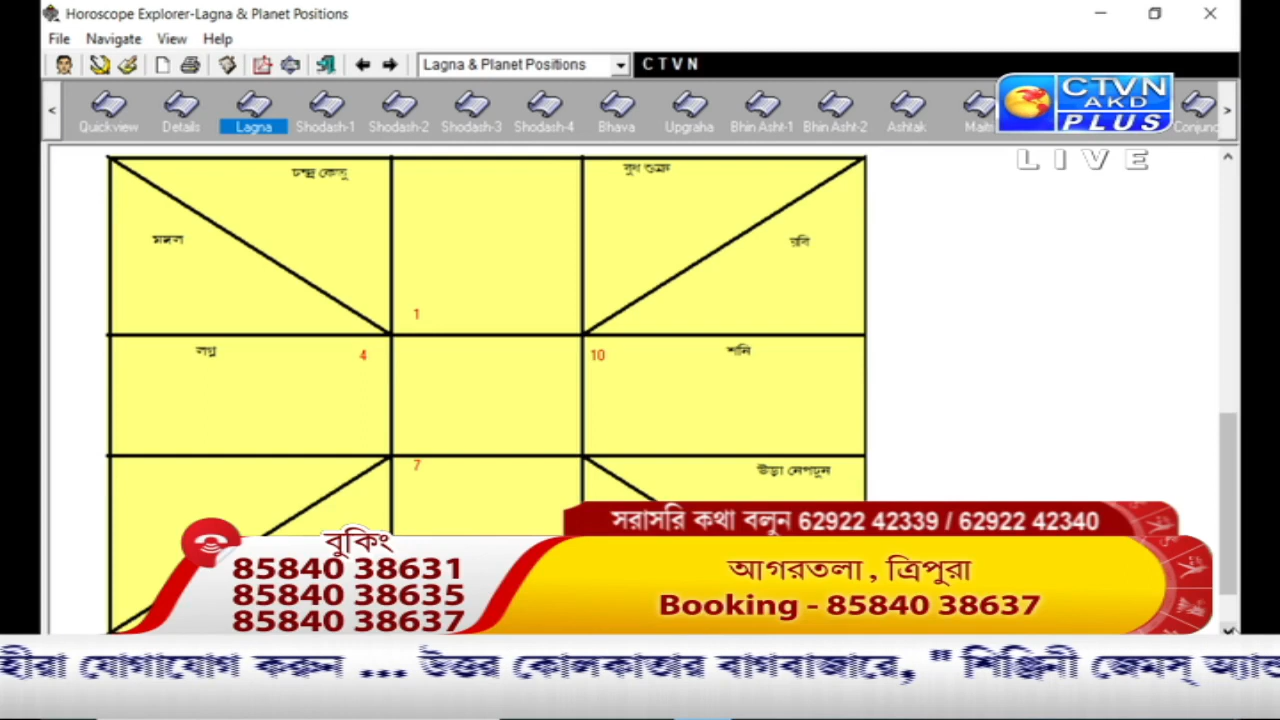 Horoscope Explorer-Lagna & Planet Positions
File Navigate View Help
Lagna & Planet Positions
CTVN
Quickview Details Lagna Shodash-1 Shodash-2 Shodash-3 Shodash-4 Bhava Upgraha Bhin Asht-1 Bhin Asht-2 Ashtak
CTVN
AKD
PLUS
LIVE
চন্দ্র কেতু
বুধ শুক্র
মঙ্গল
রবি
1
লগ্ন
4
10
শনি
7
সরাসরি কথা বলুন 62922 42339 / 62922 42340
বুকিং
85840 38631
85840 38635
85840 38637
আগরতলা, ত্রিপুরা
Booking - 85840 38637
যোগাযোগ করুন ... উত্তর কোলকাতার বাগবাজারে, " শিঞ্জিনী জেমস্